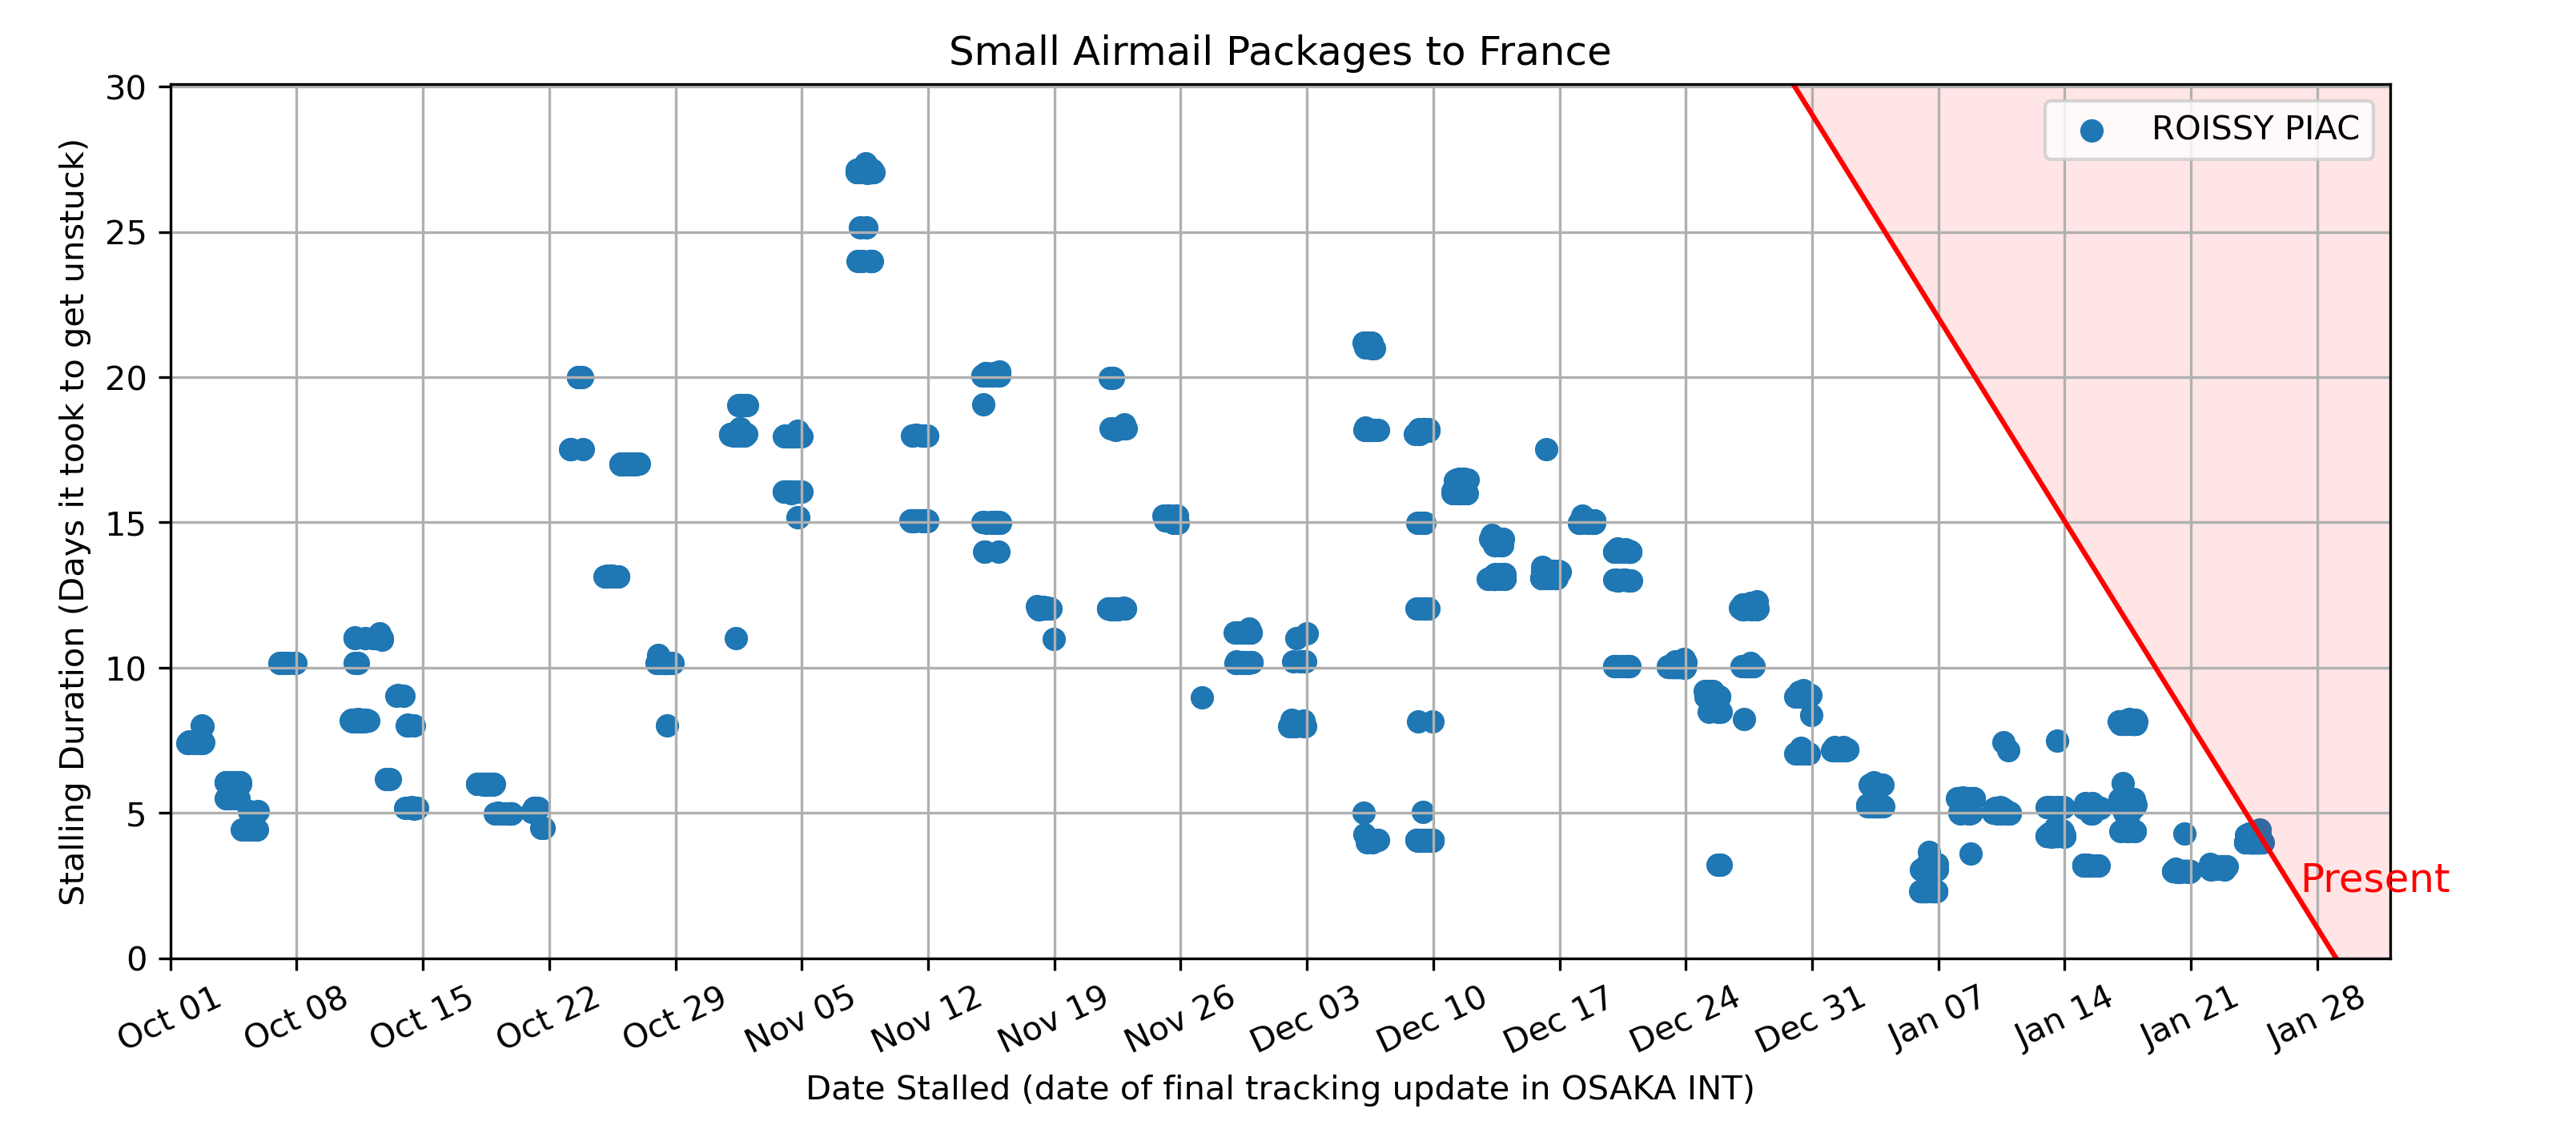 Small Airmail Packages to France
ROISSY PIAC
30
25
20
15
10
5
0
Stalling Duration (Days it took to get unstuck)
Present
Oct 01
Oct 08
Oct 15
Oct 22
Oct 29
Nov 05
Nov 12
Nov 19
Nov 26
Dec 03
Dec 10
Dec 17
Dec 24
Dec 31
Jan 07
Jan 14
Jan 21
Jan 28
Date Stalled (date of final tracking update in OSAKA INT)